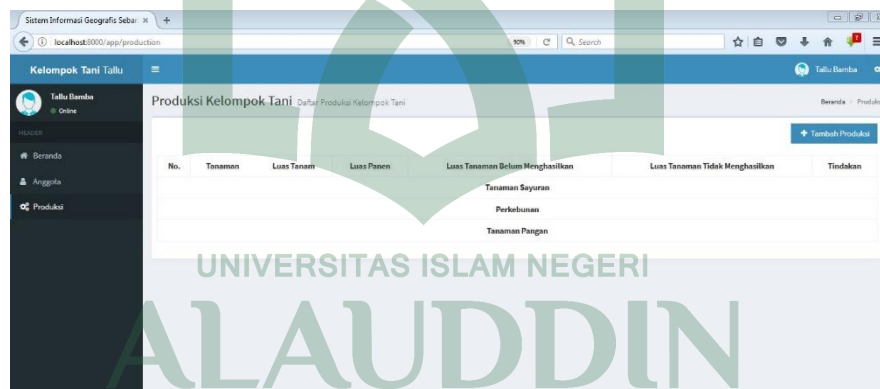 Sistem Informasi Geografis Sebar
localhost:8000/app/production
90%
Search
Kelompok Tani Tallu
Tallu Bamba
Tallu Bamba
Online
Produksi Kelompok Tani Daftar Produksi Kelompok Tani
Beranda
Produks
HEADER
Tambah Produksi
Beranda
Anggota
Produksi
No. Tanaman Luas Tanam Luas Panen Luas Tanaman Belum Menghasilkan Luas Tanaman Tidak Menghasilkan Tindakan
Tanaman Sayuran
Perkebunan
Tanaman Pangan
UNIVERSITAS ISLAM NEGERI
ALAUDDIN